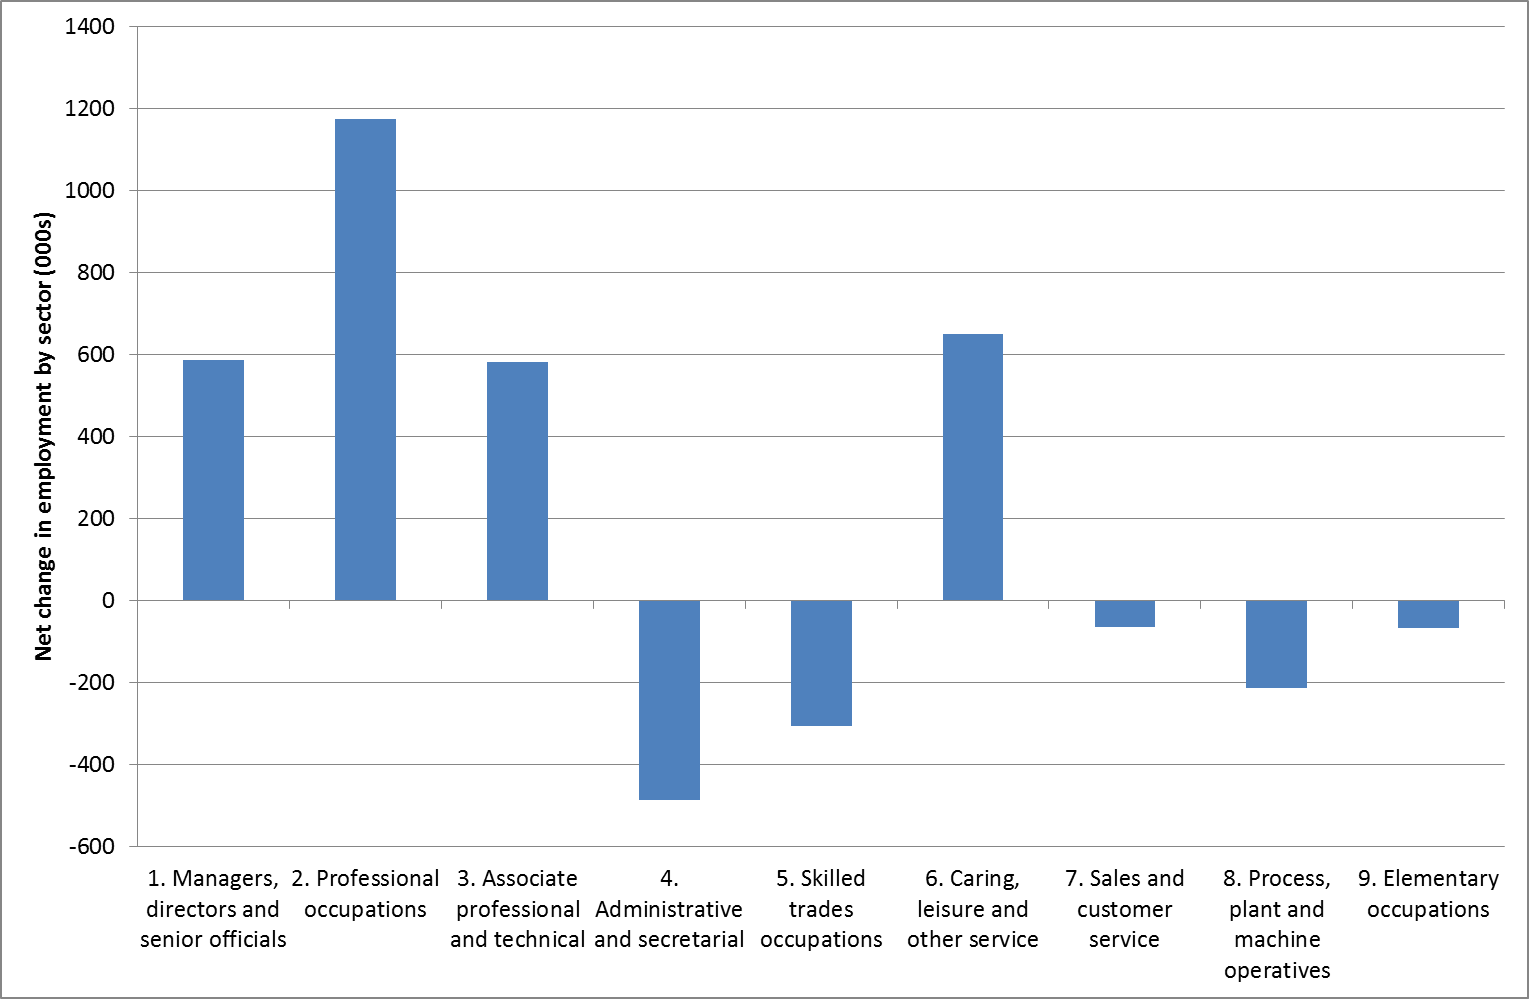 Net change in employment by sector (000s)
1400
1200
1000
800
600
400
200
0
-200
-400
-600
1. Managers,
directors and
senior officials
2. Professional
occupations
3. Associate
professional
and technical
4.
Administrative
and secretarial
5. Skilled
trades
occupations
6. Caring,
leisure and
other service
7. Sales and
customer
service
8. Process,
plant and
machine
operatives
9. Elementary
occupations